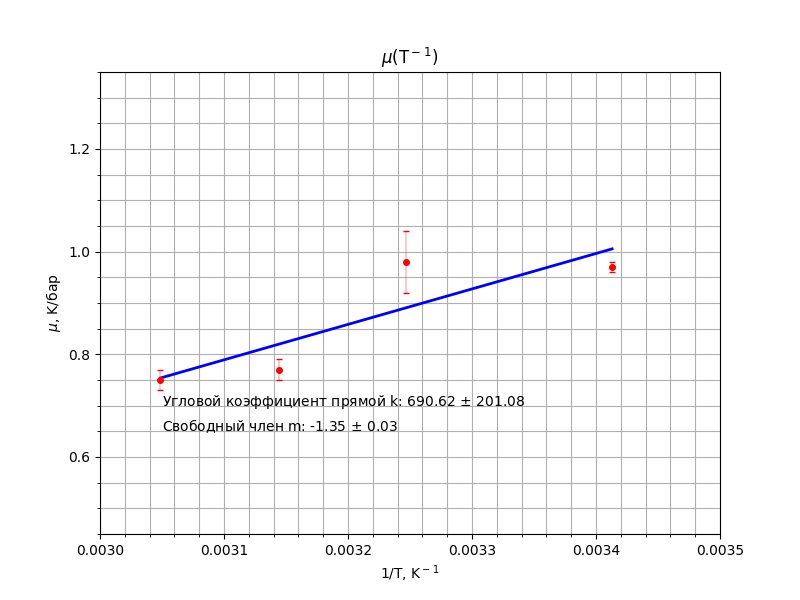 μ(T⁻¹)
μ, К/бар
1.2
1.0
0.8
0.6
Угловой коэффициент прямой k: 690.62 ± 201.08
Свободный член m: -1.35 ± 0.03
0.0030 0.0031 0.0032 0.0033 0.0034 0.0035
1/T, K⁻¹